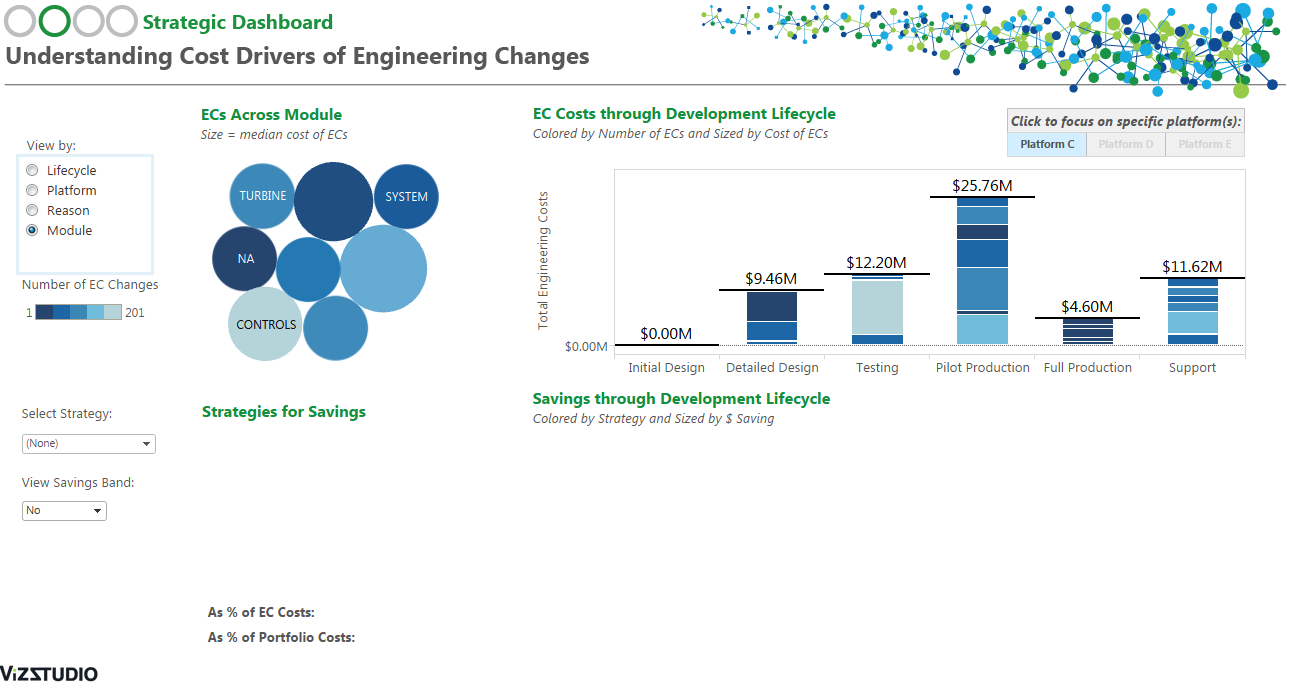 Strategic Dashboard
Understanding Cost Drivers of Engineering Changes
View by:
Lifecycle
Platform
Reason
Module
Number of EC Changes
1 201
ECs Across Module
Size = median cost of ECs
TURBINE
SYSTEM
NA
CONTROLS
EC Costs through Development Lifecycle
Colored by Number of ECs and Sized by Cost of ECs
Click to focus on specific platform(s):
Platform C Platform D Platform E
Total Engineering Costs
$0.00M
$0.00M
$9.46M
$12.20M
$25.76M
$4.60M
$11.62M
Initial Design Detailed Design Testing Pilot Production Full Production Support
Select Strategy:
(None)
View Savings Band:
No
Strategies for Savings
As % of EC Costs:
As % of Portfolio Costs:
Savings through Development Lifecycle
Colored by Strategy and Sized by $ Saving
VizSTUDIO